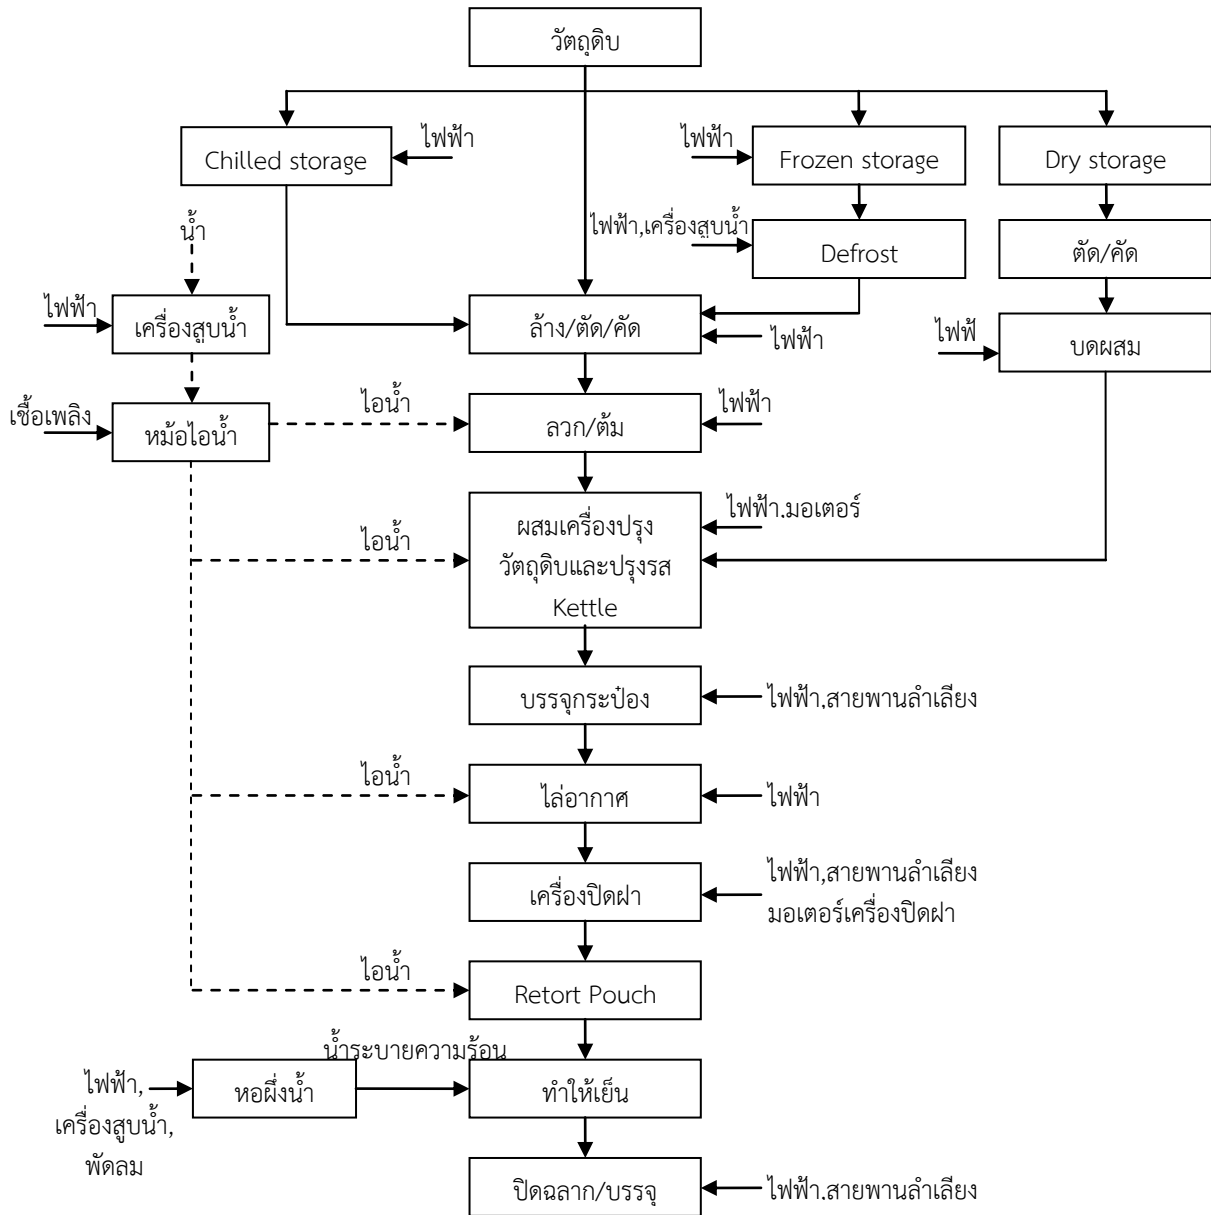 วัตถุดิบ
ไฟฟ้า
ไฟฟ้า
Chilled storage
Frozen storage
Dry storage
น้ำ
ไฟฟ้า,เครื่องสูบน้ำ
Defrost
ตัด/คัด
ไฟฟ้า
เครื่องสูบน้ำ
ล้าง/ตัด/คัด
ไฟฟ้า
ไฟฟ้
บดผสม
เชื้อเพลิง
หม้อไอน้ำ
ไอน้ำ
ลวก/ต้ม
ไฟฟ้า
ไอน้ำ
ผสมเครื่องปรุง
วัตถุดิบและปรุงรส
Kettle
ไฟฟ้า,มอเตอร์
บรรจุกระป๋อง
ไฟฟ้า,สายพานลำเลียง
ไอน้ำ
ไล่อากาศ
ไฟฟ้า
เครื่องปิดฝา
ไฟฟ้า,สายพานลำเลียง
มอเตอร์เครื่องปิดฝา
ไอน้ำ
Retort Pouch
น้ำระบายความร้อน
ไฟฟ้า,
เครื่องสูบน้ำ,
พัดลม
หอผึ่งน้ำ
ทำให้เย็น
ปิดฉลาก/บรรจุ
ไฟฟ้า,สายพานลำเลียง